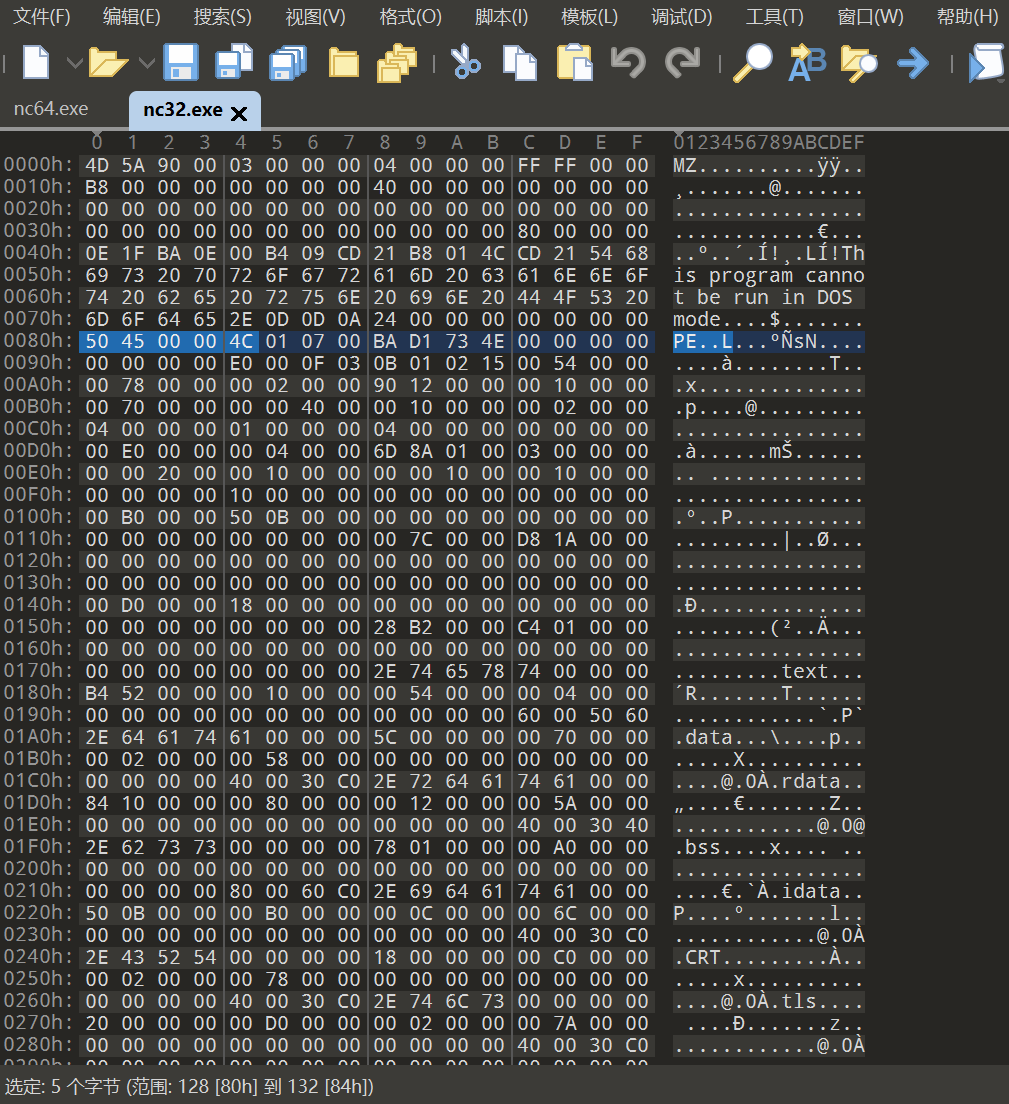 文件(F) 编辑(E) 搜索(S) 视图(V) 格式(O) 脚本(I) 模板(L) 调试(D) 工具(T) 窗口(W) 帮助(H)
nc64.exe nc32.exe
0 1 2 3 4 5 6 7 8 9 A B C D E F 0123456789ABCDEF
0000h: 4D 5A 90 00 03 00 00 00 04 00 00 00 FF FF 00 00 MZ..........ÿÿ..
0010h: B8 00 00 00 00 00 00 00 40 00 00 00 00 00 00 00 ¸.......@.......
0020h: 00 00 00 00 00 00 00 00 00 00 00 00 00 00 00 00 ................
0030h: 00 00 00 00 00 00 00 00 00 00 00 00 80 00 00 00 ............€...
0040h: 0E 1F BA 0E 00 B4 09 CD 21 B8 01 4C CD 21 54 68 ..º..´.Í!¸.LÍ!Th
0050h: 69 73 20 70 72 6F 67 72 61 6D 20 63 61 6E 6E 6F is program canno
0060h: 74 20 62 65 20 72 75 6E 20 69 6E 20 44 4F 53 20 t be run in DOS
0070h: 6D 6F 64 65 2E 0D 0D 0A 24 00 00 00 00 00 00 00 mode....$.......
0080h: 50 45 00 00 4C 01 07 00 BA D1 73 4E 00 00 00 00 PE..L...ºÑsN....
0090h: 00 00 00 00 E0 00 0F 03 0B 01 02 15 00 54 00 00 ....à........T..
00A0h: 00 78 00 00 00 02 00 00 90 12 00 00 00 10 00 00 .x..............
00B0h: 00 70 00 00 00 00 40 00 00 10 00 00 00 02 00 00 .p....@.........
00C0h: 04 00 00 00 01 00 00 00 04 00 00 00 00 00 00 00 ................
00D0h: 00 E0 00 00 00 04 00 00 6D 8A 01 00 03 00 00 00 .à......mŠ......
00E0h: 00 00 20 00 00 10 00 00 00 00 10 00 00 10 00 00 .. .............
00F0h: 00 00 00 00 10 00 00 00 00 00 00 00 00 00 00 00 ................
0100h: 00 B0 00 00 50 0B 00 00 00 00 00 00 00 00 00 00 .°..P...........
0110h: 00 00 00 00 00 00 00 00 00 7C 00 00 D8 1A 00 00 .........|..Ø...
0120h: 00 00 00 00 00 00 00 00 00 00 00 00 00 00 00 00 ................
0130h: 00 00 00 00 00 00 00 00 00 00 00 00 00 00 00 00 ................
0140h: 00 D0 00 00 18 00 00 00 00 00 00 00 00 00 00 00 .Ð..............
0150h: 00 00 00 00 00 00 00 00 28 B2 00 00 C4 01 00 00 ........(²..Ä...
0160h: 00 00 00 00 00 00 00 00 00 00 00 00 00 00 00 00 ................
0170h: 00 00 00 00 00 00 00 00 2E 74 65 78 74 00 00 00 .........text...
0180h: B4 52 00 00 00 10 00 00 00 54 00 00 00 04 00 00 ´R.......T......
0190h: 00 00 00 00 00 00 00 00 00 00 00 00 60 00 50 60 ............`.P`
01A0h: 2E 64 61 74 61 00 00 00 5C 00 00 00 00 70 00 00 .data...\....p..
01B0h: 00 02 00 00 00 58 00 00 00 00 00 00 00 00 00 00 .....X..........
01C0h: 00 00 00 00 40 00 30 C0 2E 72 64 61 74 61 00 00 ....@.0À.rdata..
01D0h: 84 10 00 00 00 80 00 00 00 12 00 00 00 5A 00 00 „....€.......Z..
01E0h: 00 00 00 00 00 00 00 00 00 00 00 00 40 00 30 40 ............@.0@
01F0h: 2E 62 73 73 00 00 00 00 78 01 00 00 00 A0 00 00 .bss....x.... ..
0200h: 00 00 00 00 00 00 00 00 00 00 00 00 00 00 00 00 ................
0210h: 00 00 00 00 80 00 60 C0 2E 69 64 61 74 61 00 00 ....€.`À.idata..
0220h: 50 0B 00 00 00 B0 00 00 00 0C 00 00 00 6C 00 00 P....°.......l..
0230h: 00 00 00 00 00 00 00 00 00 00 00 00 40 00 30 C0 ............@.0À
0240h: 2E 43 52 54 00 00 00 00 18 00 00 00 00 C0 00 00 .CRT.........À..
0250h: 00 02 00 00 00 78 00 00 00 00 00 00 00 00 00 00 .....x..........
0260h: 00 00 00 00 40 00 30 C0 2E 74 6C 73 00 00 00 00 ....@.0À.tls....
0270h: 20 00 00 00 00 D0 00 00 00 02 00 00 00 7A 00 00 ....Ð.......z..
0280h: 00 00 00 00 00 00 00 00 00 00 00 00 40 00 30 C0 ............@.0À
选定: 5 个字节 (范围: 128 [80h] 到 132 [84h])